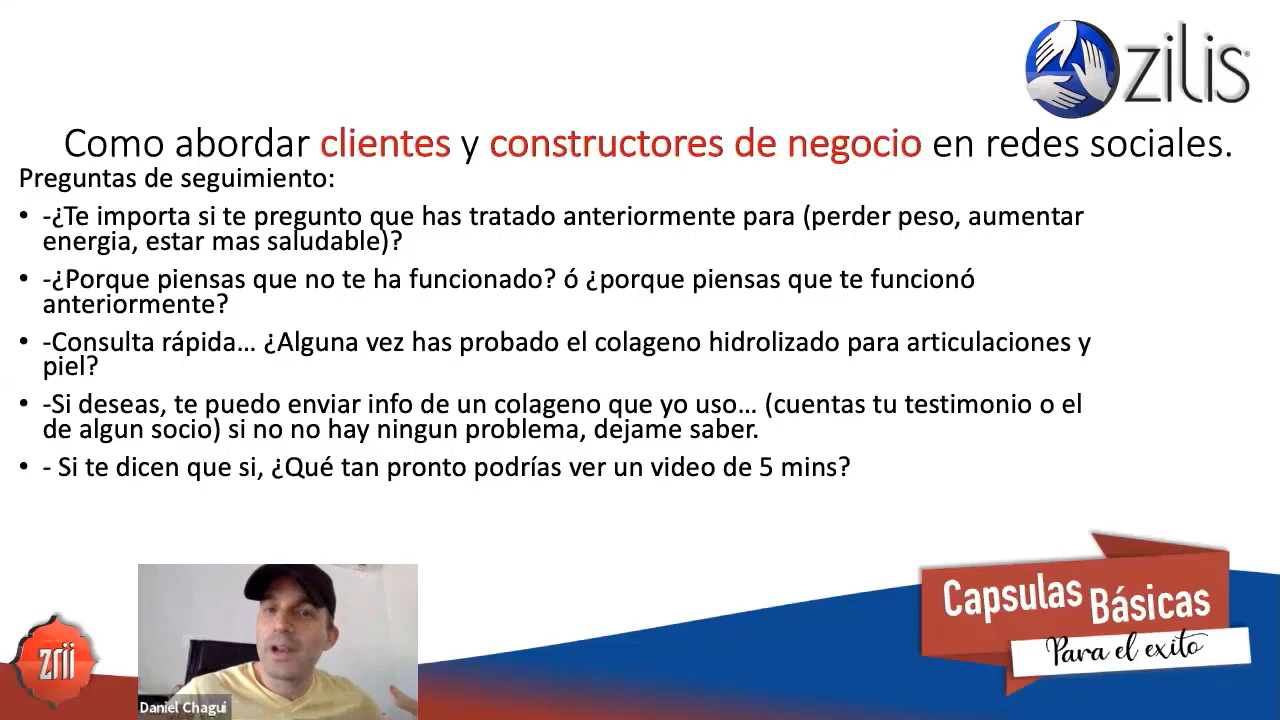 zilis®
Como abordar clientes y constructores de negocio en redes sociales.
Preguntas de seguimiento:
• -¿Te importa si te pregunto que has tratado anteriormente para (perder peso, aumentar
energia, estar mas saludable)?
• -¿Porque piensas que no te ha funcionado? ó ¿porque piensas que te funcionó
anteriormente?
• -Consulta rápida... ¿Alguna vez has probado el colageno hidrolizado para articulaciones y
piel?
• -Si deseas, te puedo enviar info de un colageno que yo uso... (cuentas tu testimonio o el
de algun socio) si no no hay ningun problema, dejame saber.
• - Si te dicen que si, ¿Qué tan pronto podrías ver un video de 5 mins?
Capsulas Básicas
Para el exito
zrii
Daniel Chagui